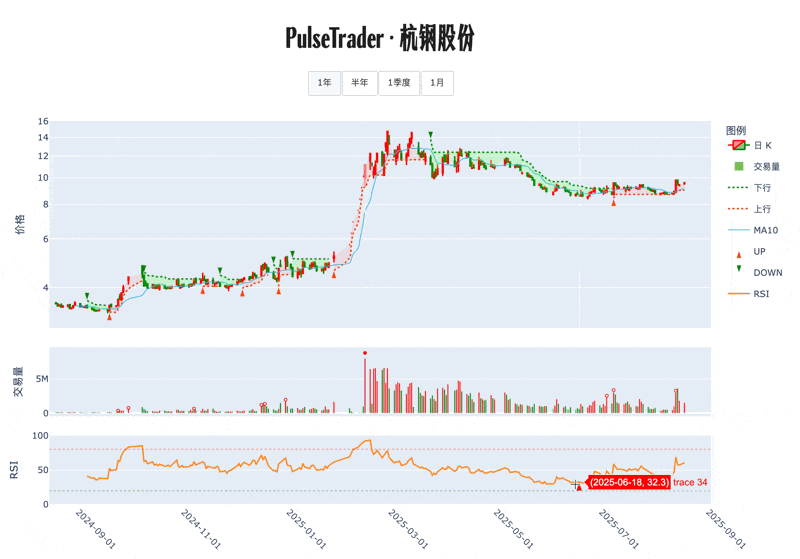 PulseTrader · 杭钢股份
1年 半年 1季度 1月
16
14
12
10
8
6
4
价格
图例
日 K
交易量
下行
上行
MA10
UP
DOWN
RSI
5M
0
交易量
100
50
0
RSI
(2025-06-18, 32.3) trace 34
2024-09-01 2024-11-01 2025-01-01 2025-03-01 2025-05-01 2025-07-01 2025-09-01